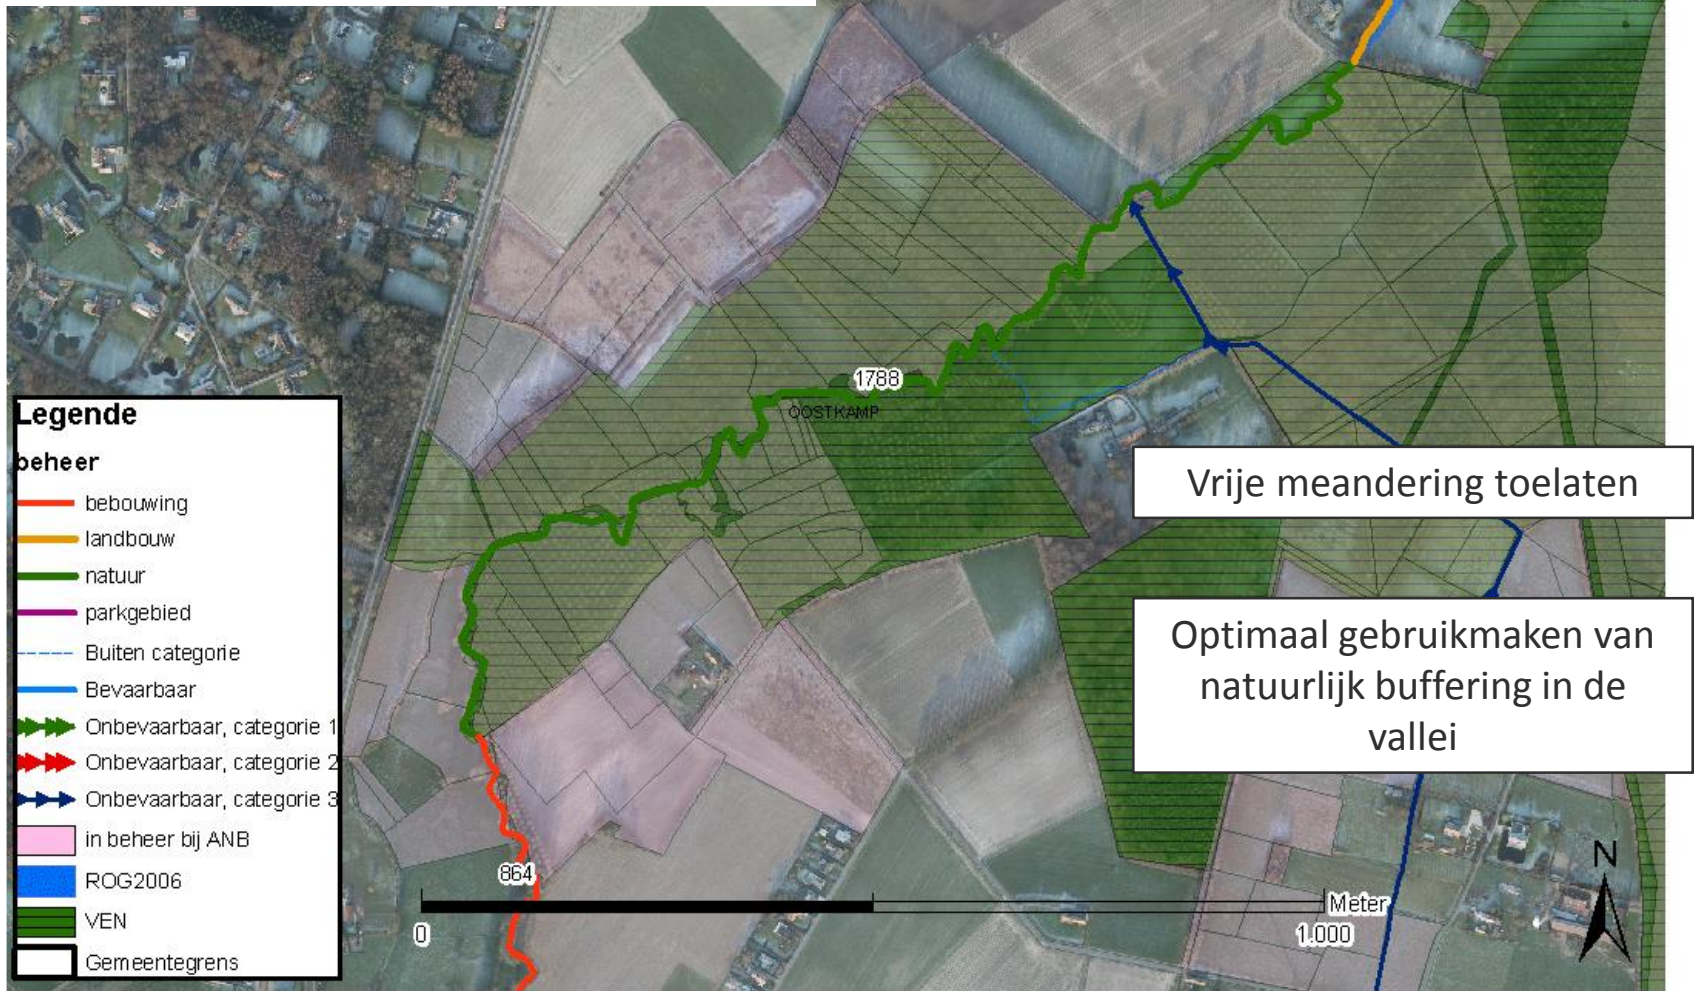 1788
OOSTKAMP
Legende
beheer
bebouwing
landbouw
natuur
parkgebied
Buiten categorie
Bevaarbaar
Onbevaarbaar, categorie 1
Onbevaarbaar, categorie 2
Onbevaarbaar, categorie 3
in beheer bij ANB
ROG2006
VEN
Gemeentegrens
Vrije meandering toelaten
Optimaal gebruikmaken van
natuurlijk buffering in de
vallei
864
N
Meter
0
1.000